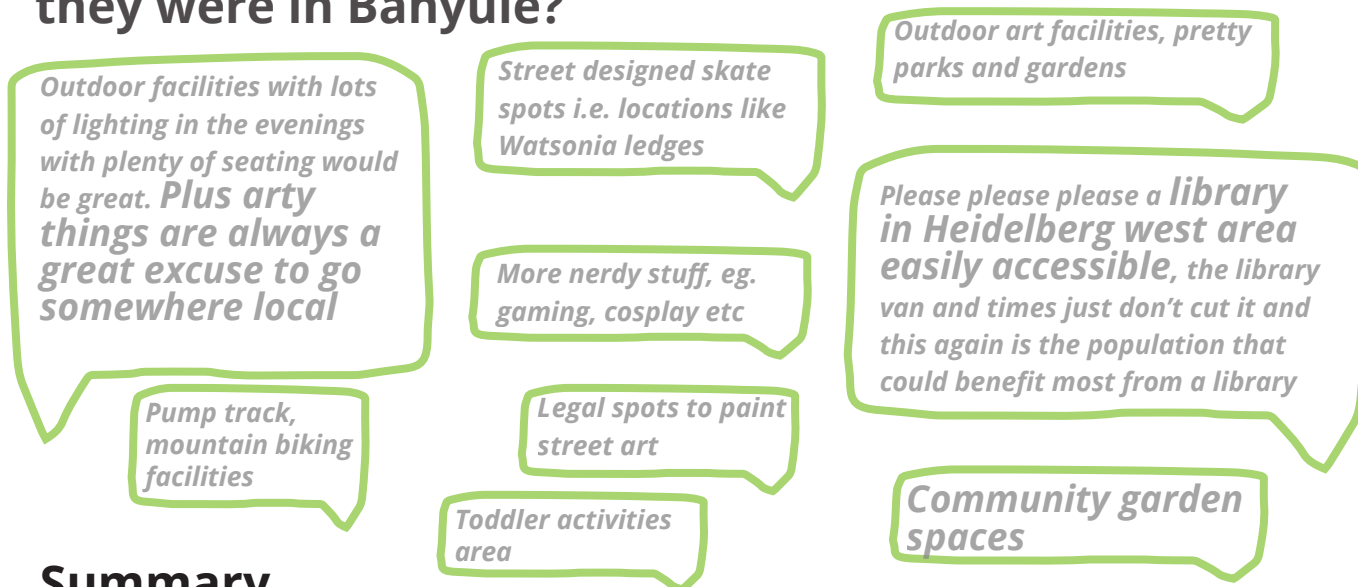 they were in Banyule?
Outdoor facilities with lots
of lighting in the evenings
with plenty of seating would
be great. Plus arty
things are always a
great excuse to go
somewhere local
Pump track,
mountain biking
facilities
Street designed skate
spots i.e. locations like
Watsonia ledges
More nerdy stuff, eg.
gaming, cosplay etc
Legal spots to paint
street art
Toddler activities
area
Outdoor art facilities, pretty
parks and gardens
Please please please a library
in Heidelberg west area
easily accessible, the library
van and times just don’t cut it and
this again is the population that
could benefit most from a library
Community garden
spaces
Summary